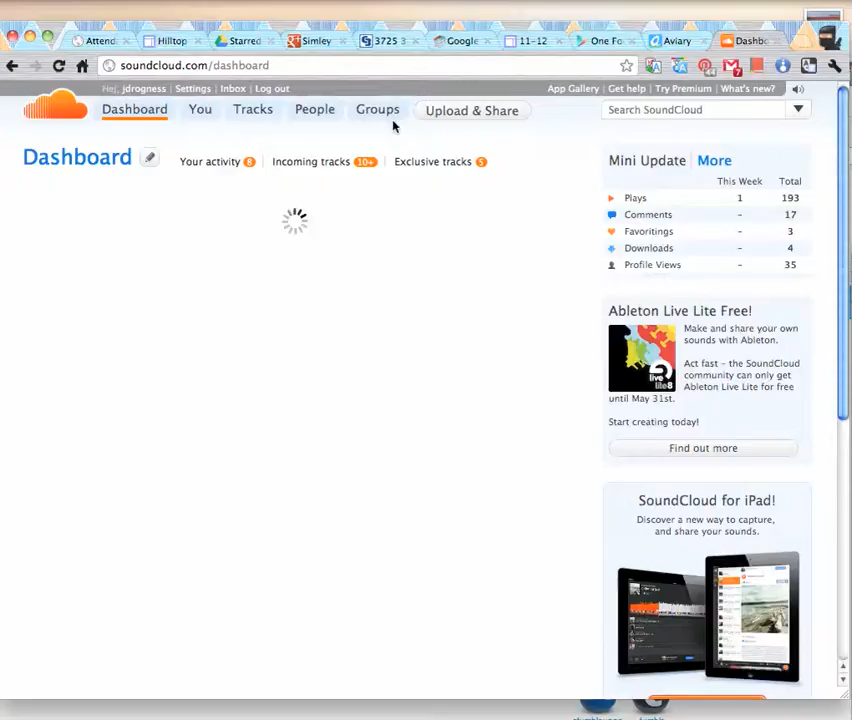 Attend
Hilltop
Starred
Simley
3725 3
Google
11-12
One Fo
Aviary
Dashbo
soundcloud.com/dashboard
7
Hej, jdrogness Settings Inbox Log out
App Gallery Get help Try Premium What's new?
Dashboard You Tracks People Groups Upload & Share
Search SoundCloud
Dashboard
Your activity 8 Incoming tracks 10+ Exclusive tracks 5
Mini Update More
This Week Total
Plays 1 193
Comments - 17
Favoritings - 3
Downloads - 4
Profile Views - 35
Ableton Live Lite Free!
Make and share your own
sounds with Ableton.
Act fast – the SoundCloud
community can only get
Ableton Live Lite for free
until May 31st.
live
lite8
Start creating today!
Find out more
SoundCloud for iPad!
Discover a new way to capture,
and share your sounds.